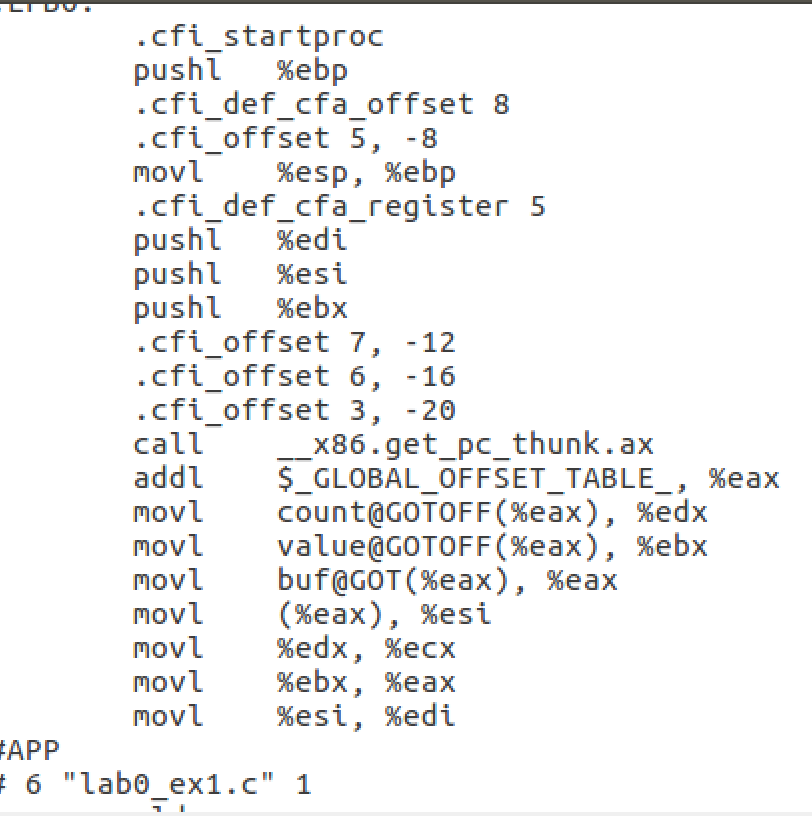 .cfi_startproc
pushl %ebp
.cfi_def_cfa_offset 8
.cfi_offset 5, -8
movl %esp, %ebp
.cfi_def_cfa_register 5
pushl %edi
pushl %esi
pushl %ebx
.cfi_offset 7, -12
.cfi_offset 6, -16
.cfi_offset 3, -20
call __x86.get_pc_thunk.ax
addl $_GLOBAL_OFFSET_TABLE_, %eax
movl count@GOTOFF(%eax), %edx
movl value@GOTOFF(%eax), %ebx
movl buf@GOT(%eax), %eax
movl (%eax), %esi
movl %edx, %ecx
movl %ebx, %eax
movl %esi, %edi
#APP
# 6 "lab0_ex1.c" 1